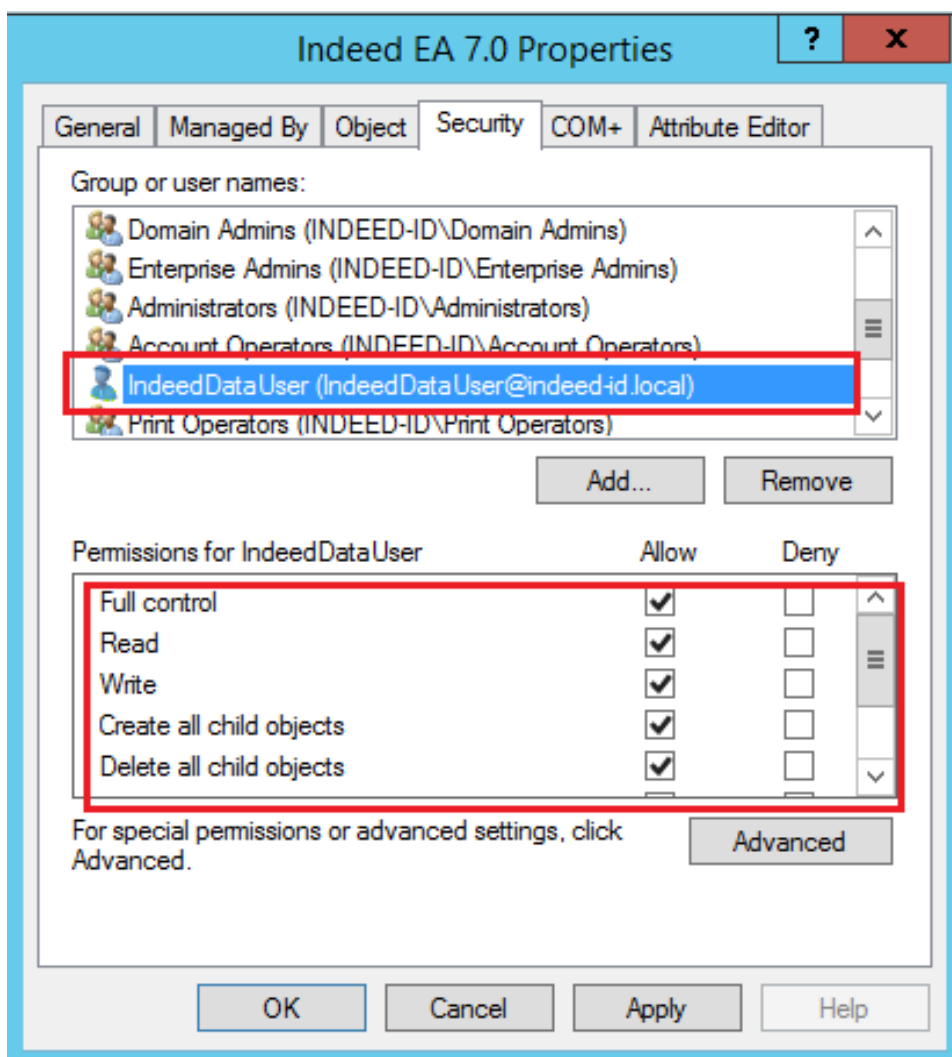 Indeed EA 7.0 Properties
?
x
General Managed By Object Security COM+ Attribute Editor
Group or user names:
Domain Admins (INDEED-ID\Domain Admins)
Enterprise Admins (INDEED-ID\Enterprise Admins)
Administrators (INDEED-ID\Administrators)
Account Operators (INDEED-ID\Account Operators)
IndeedDataUser (IndeedDataUser@indeed-id.local)
Print Operators (INDEED-ID\Print Operators)
Add... Remove
Permissions for IndeedDataUser Allow Deny
Full control
Read
Write
Create all child objects
Delete all child objects
For special permissions or advanced settings, click
Advanced.
Advanced
OK Cancel Apply Help